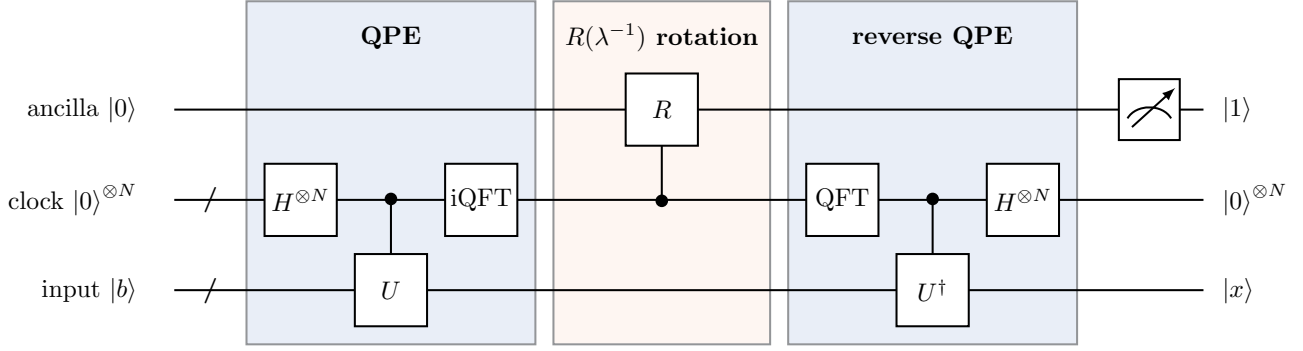 QPE R(λ⁻¹) rotation reverse QPE
ancilla |0⟩ R |1⟩
clock |0⟩^{⊗N} H^{⊗N} iQFT QFT H^{⊗N} |0⟩^{⊗N}
input |b⟩ U U† |x⟩